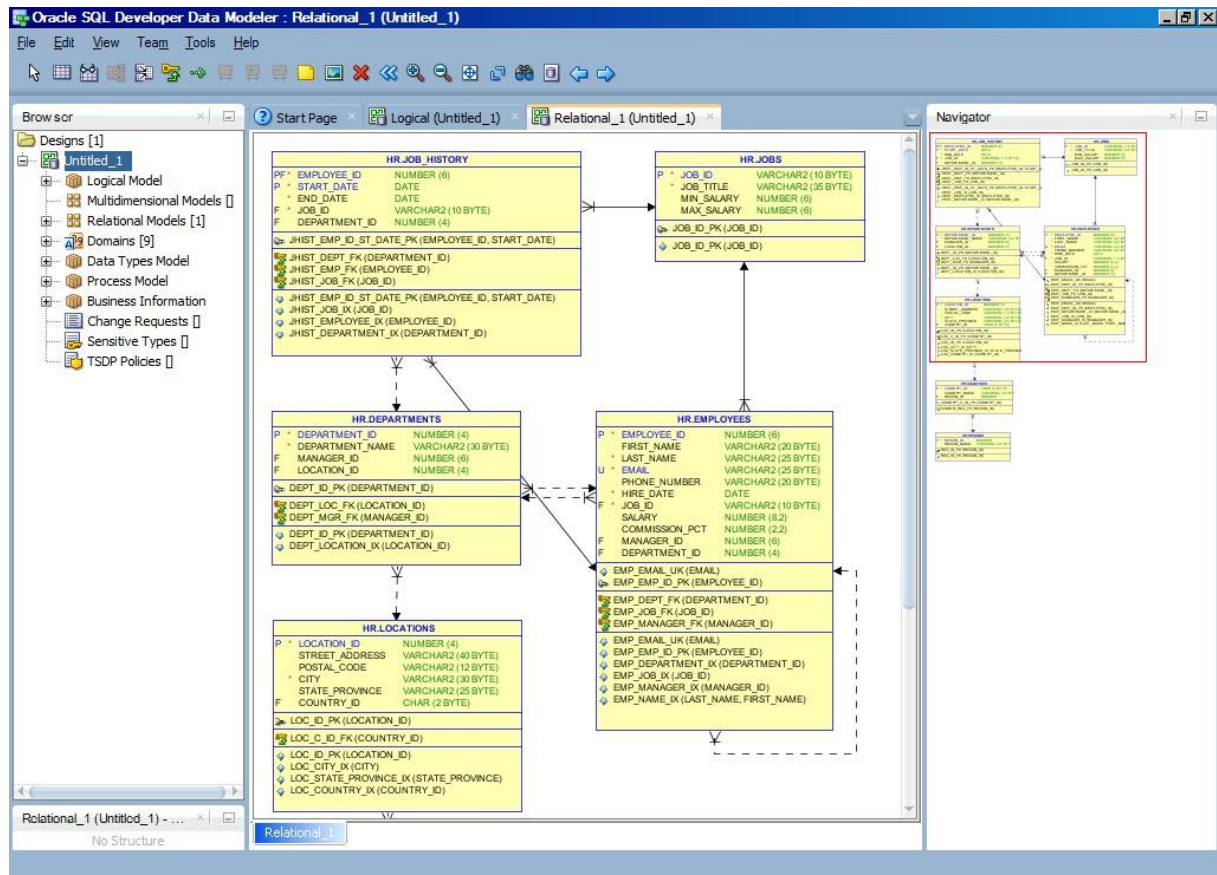 Oracle SQL Developer Data Modeler : Relational_1 (Untitled_1)
File Edit View Team Tools Help
Browser
Designs [1]
Untitled_1
Logical Model
Multidimensional Models []
Relational Models [1]
Domains [9]
Data Types Model
Process Model
Business Information
Change Requests []
Sensitive Types []
TSDP Policies []
Relational_1 (Untitled_1) - ...
No Structure
Start Page
Logical (Untitled_1)
Relational_1 (Untitled_1)
HR.JOB_HISTORY
PF* EMPLOYEE_ID NUMBER (6)
P * START_DATE DATE
* END_DATE DATE
F * JOB_ID VARCHAR2 (10 BYTE)
F DEPARTMENT_ID NUMBER (4)
JHIST_EMP_ID_ST_DATE_PK (EMPLOYEE_ID, START_DATE)
JHIST_DEPT_FK (DEPARTMENT_ID)
JHIST_EMP_FK (EMPLOYEE_ID)
JHIST_JOB_FK (JOB_ID)
JHIST_EMP_ID_ST_DATE_PK (EMPLOYEE_ID, START_DATE)
JHIST_JOB_IX (JOB_ID)
JHIST_EMPLOYEE_IX (EMPLOYEE_ID)
JHIST_DEPARTMENT_IX (DEPARTMENT_ID)
HR.JOBS
P * JOB_ID VARCHAR2 (10 BYTE)
* JOB_TITLE VARCHAR2 (35 BYTE)
MIN_SALARY NUMBER (6)
MAX_SALARY NUMBER (6)
JOB_ID_PK (JOB_ID)
JOB_ID_PK (JOB_ID)
HR.DEPARTMENTS
P * DEPARTMENT_ID NUMBER (4)
* DEPARTMENT_NAME VARCHAR2 (30 BYTE)
F MANAGER_ID NUMBER (6)
F LOCATION_ID NUMBER (4)
DEPT_ID_PK (DEPARTMENT_ID)
DEPT_LOC_FK (LOCATION_ID)
DEPT_MGR_FK (MANAGER_ID)
DEPT_ID_PK (DEPARTMENT_ID)
DEPT_LOCATION_IX (LOCATION_ID)
HR.EMPLOYEES
P * EMPLOYEE_ID NUMBER (6)
FIRST_NAME VARCHAR2 (20 BYTE)
* LAST_NAME VARCHAR2 (25 BYTE)
U * EMAIL VARCHAR2 (25 BYTE)
PHONE_NUMBER VARCHAR2 (20 BYTE)
* HIRE_DATE DATE
F * JOB_ID VARCHAR2 (10 BYTE)
SALARY NUMBER (8,2)
COMMISSION_PCT NUMBER (2,2)
F MANAGER_ID NUMBER (6)
F DEPARTMENT_ID NUMBER (4)
EMP_EMAIL_UK (EMAIL)
EMP_EMP_ID_PK (EMPLOYEE_ID)
EMP_DEPT_FK (DEPARTMENT_ID)
EMP_JOB_FK (JOB_ID)
EMP_MANAGER_FK (MANAGER_ID)
EMP_EMAIL_UK (EMAIL)
EMP_EMP_ID_PK (EMPLOYEE_ID)
EMP_DEPARTMENT_IX (DEPARTMENT_ID)
EMP_JOB_IX (JOB_ID)
EMP_MANAGER_IX (MANAGER_ID)
EMP_NAME_IX (LAST_NAME, FIRST_NAME)
HR.LOCATIONS
P * LOCATION_ID NUMBER (4)
STREET_ADDRESS VARCHAR2 (40 BYTE)
POSTAL_CODE VARCHAR2 (12 BYTE)
* CITY VARCHAR2 (30 BYTE)
STATE_PROVINCE VARCHAR2 (25 BYTE)
F COUNTRY_ID CHAR (2 BYTE)
LOC_ID_PK (LOCATION_ID)
LOC_C_ID_FK (COUNTRY_ID)
LOC_ID_PK (LOCATION_ID)
LOC_CITY_IX (CITY)
LOC_STATE_PROVINCE_IX (STATE_PROVINCE)
LOC_COUNTRY_IX (COUNTRY_ID)
Relational_1
Navigator